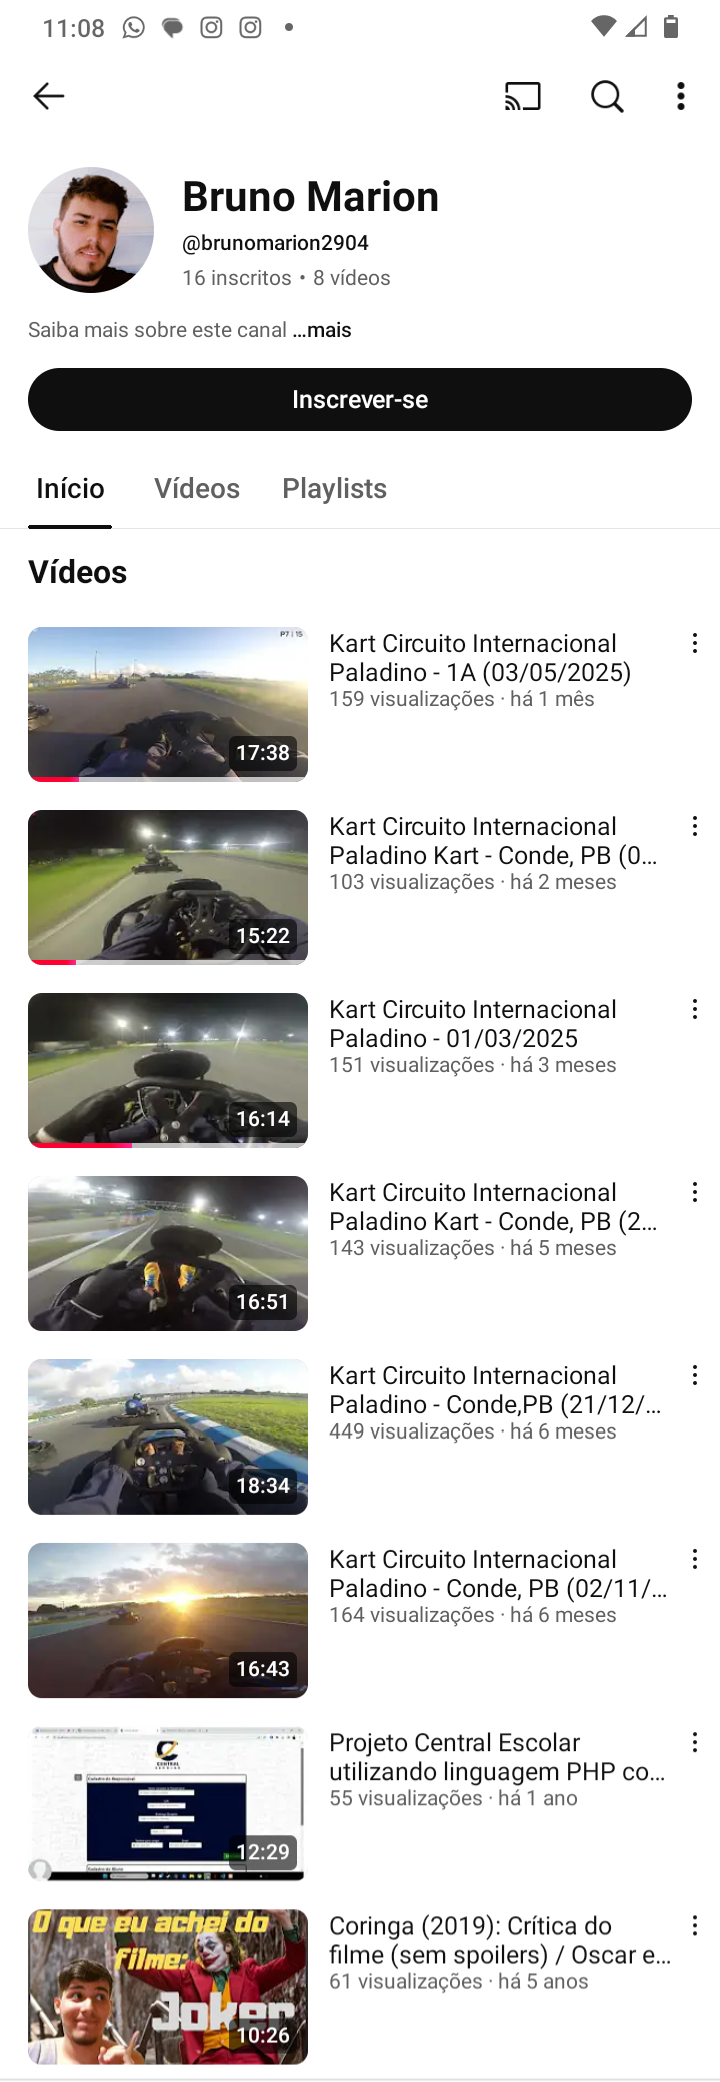 11:08
Bruno Marion
@brunomarion2904
16 inscritos • 8 vídeos
Saiba mais sobre este canal ...mais
Inscrever-se
Início Vídeos Playlists
Vídeos
P7 | 15
17:38
Kart Circuito Internacional
Paladino - 1A (03/05/2025)
159 visualizações · há 1 mês
15:22
Kart Circuito Internacional
Paladino Kart - Conde, PB (0...
103 visualizações · há 2 meses
16:14
Kart Circuito Internacional
Paladino - 01/03/2025
151 visualizações · há 3 meses
16:51
Kart Circuito Internacional
Paladino Kart - Conde, PB (2...
143 visualizações · há 5 meses
18:34
Kart Circuito Internacional
Paladino - Conde,PB (21/12/...
449 visualizações · há 6 meses
16:43
Kart Circuito Internacional
Paladino - Conde, PB (02/11/...
164 visualizações · há 6 meses
CENTRAL
12:29
Projeto Central Escolar
utilizando linguagem PHP co...
55 visualizações · há 1 ano
O que eu achei do
filme:
Joker
10:26
Coringa (2019): Crítica do
filme (sem spoilers) / Oscar e...
61 visualizações · há 5 anos